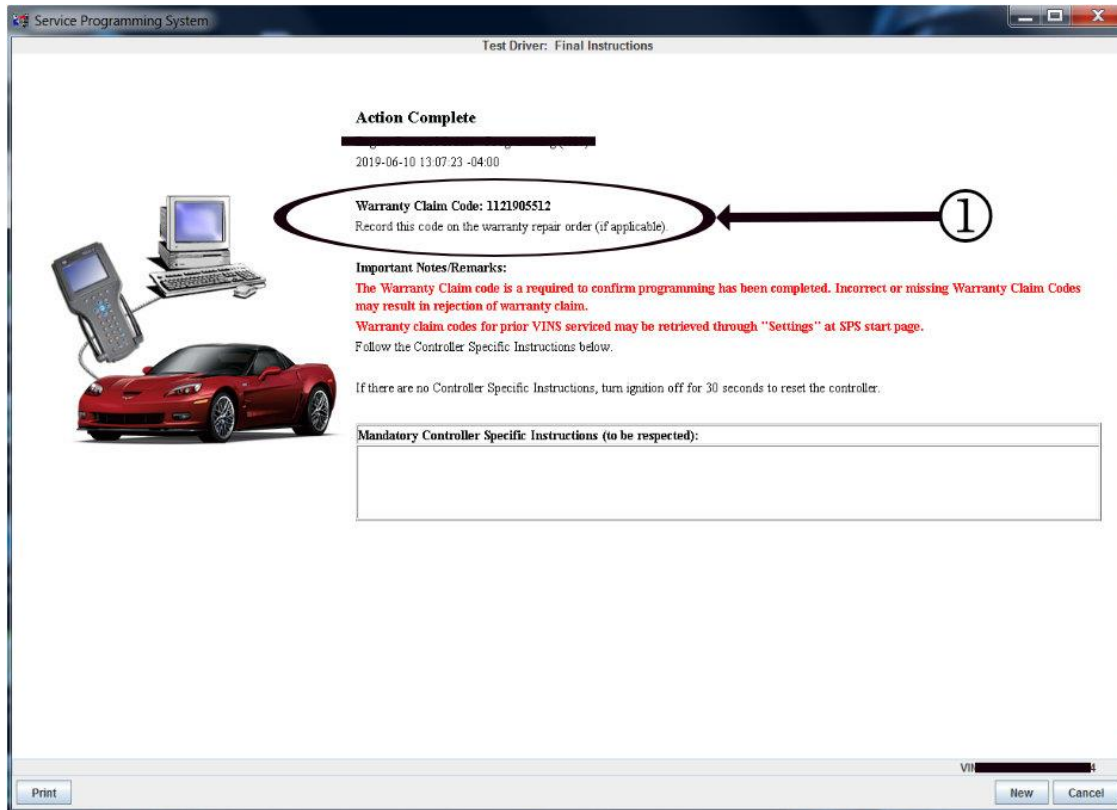 Service Programming System
Test Driver: Final Instructions
Action Complete
2019-06-10 13:07:23 -04:00
Warranty Claim Code: 1121905512
Record this code on the warranty repair order (if applicable).
1
Important Notes/Remarks:
The Warranty Claim code is a required to confirm programming has been completed. Incorrect or missing Warranty Claim Codes
may result in rejection of warranty claim.
Warranty claim codes for prior VINS serviced may be retrieved through "Settings" at SPS start page.
Follow the Controller Specific Instructions below.
If there are no Controller Specific Instructions, turn ignition off for 30 seconds to reset the controller.
Mandatory Controller Specific Instructions (to be respected):
VIN 4
Print New Cancel